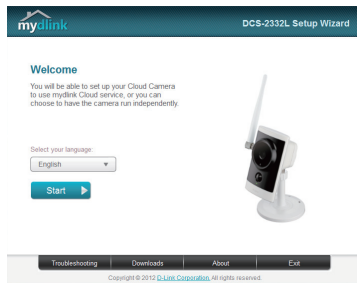 mydlink
DCS-2332L Setup Wizard
Welcome
You will be able to set up your Cloud Camera
to use mydlink Cloud service, or you can
choose to have the camera run independently.
Select your language:
English
Start
Troubleshooting
Downloads
About
Exit
Copyright © 2012 D-Link Corporation. All rights reserved.